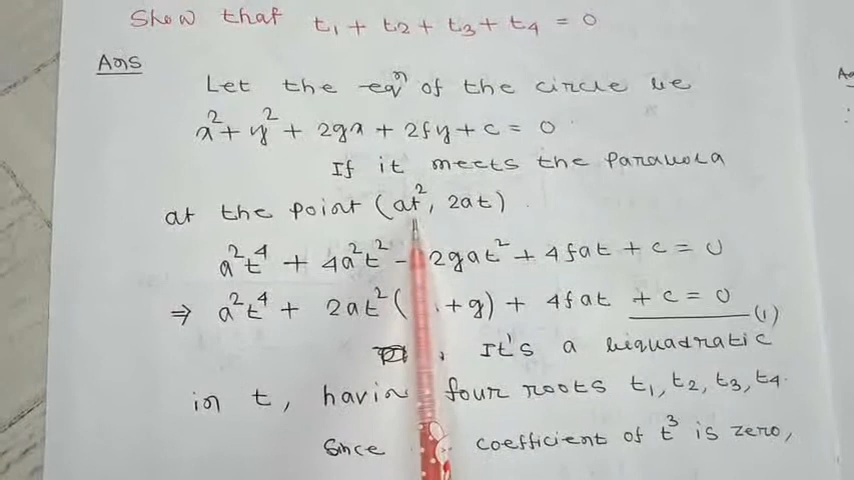 Show that t₁ + t₂ + t₃ + t₄ = 0
Ans
Let the eqⁿ of the circle be
x² + y² + 2gx + 2fy + c = 0
If it meets the parabola
at the point (at², 2at)
a²t⁴ + 4a²t² 2gat² + 4fat + c = 0
⇒ a²t⁴ + 2at² ( + g) + 4fat + c = 0 (1)
It's a biquadratic
in t, having four roots t₁, t₂, t₃, t₄.
Since coefficient of t³ is zero,